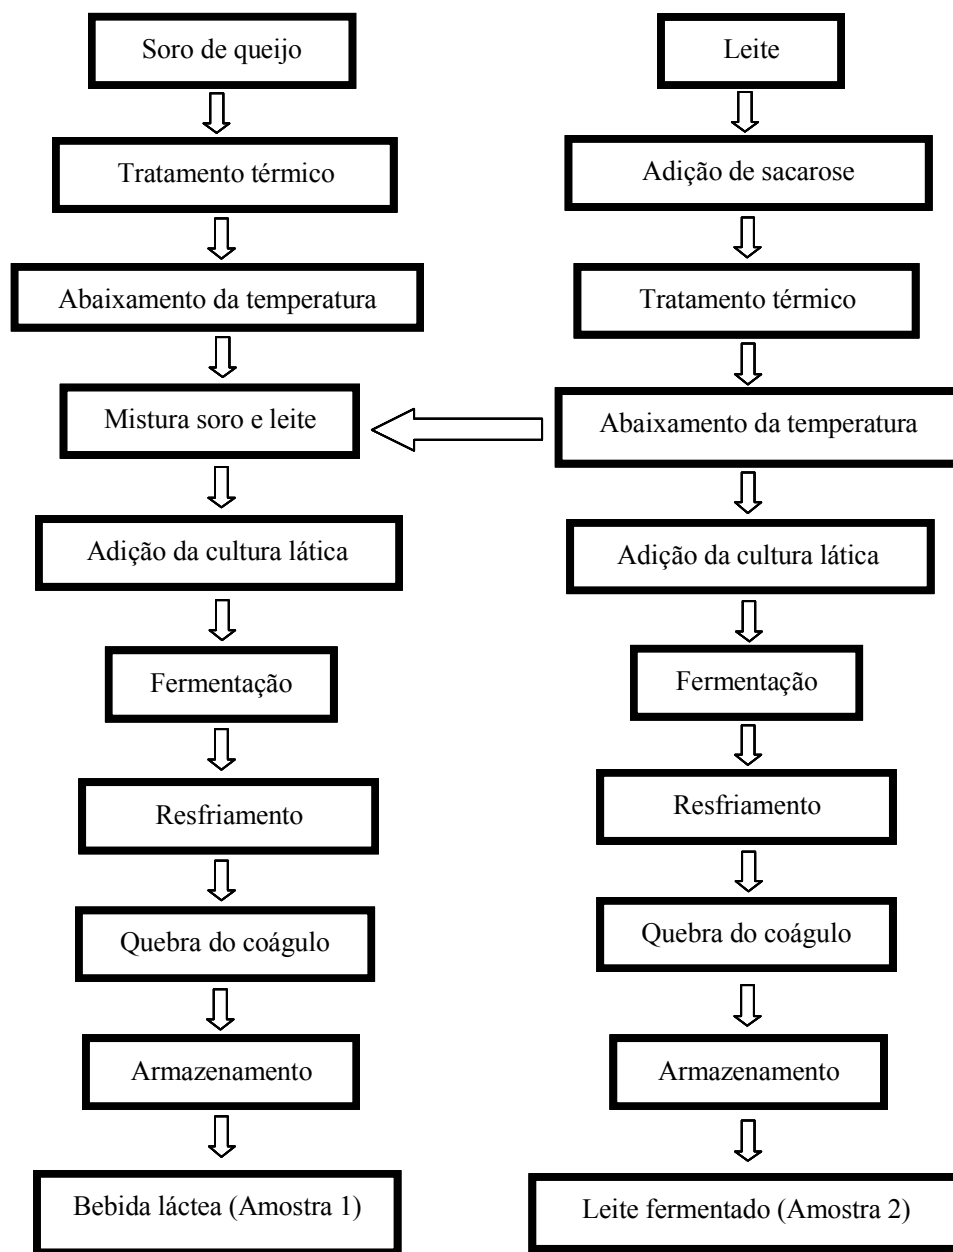 Soro de queijo
Tratamento térmico
Abaixamento da temperatura
Mistura soro e leite
Adição da cultura lática
Fermentação
Resfriamento
Quebra do coágulo
Armazenamento
Bebida láctea (Amostra 1)
Leite
Adição de sacarose
Tratamento térmico
Abaixamento da temperatura
Adição da cultura lática
Fermentação
Resfriamento
Quebra do coágulo
Armazenamento
Leite fermentado (Amostra 2)